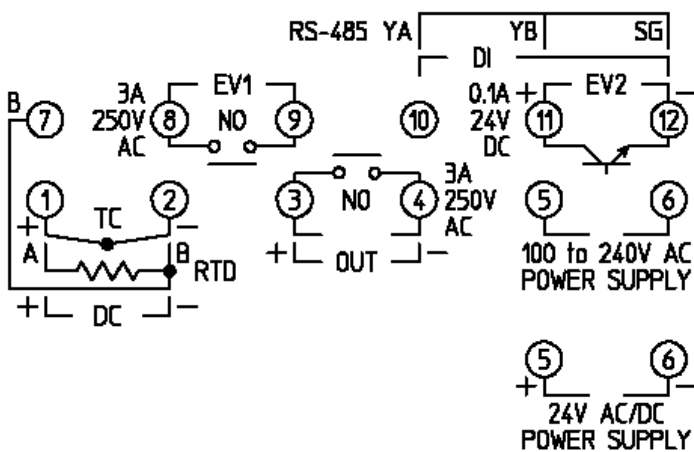 RS-485 YA YB SG
DI
3A EV1 0.1A + EV2 −
B 7 250V 8 NO 9 10 24V 11 12
AC DC
3A
1 2 3 NO 4 250V 5 6
AC
+ TC −
A B RTD + OUT − 100 to 240V AC
POWER SUPPLY
+ DC −
5 6
+ −
24V AC/DC
POWER SUPPLY